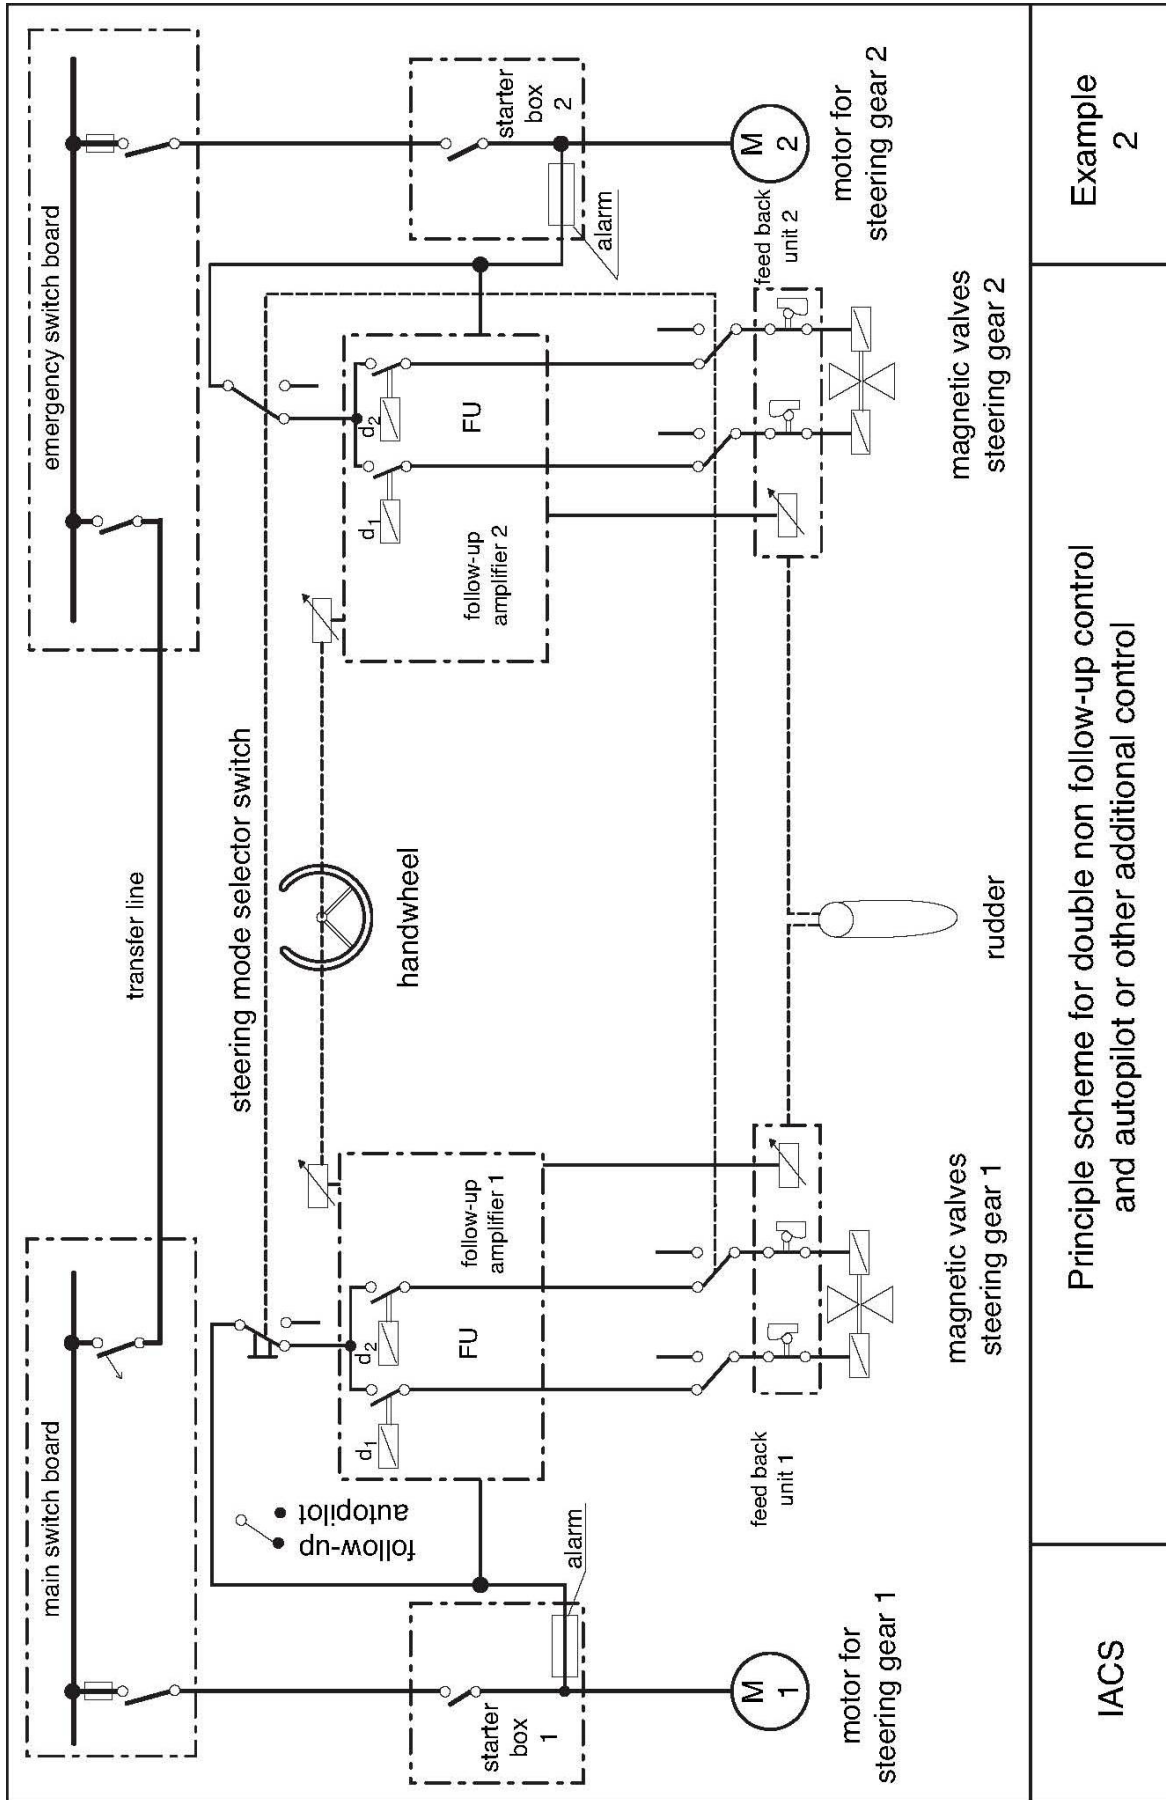 main switch board
transfer line
emergency switch board
steering mode selector switch
follow-up
autopilot
handwheel
starter
box
1
alarm
d1
d2
FU
follow-up
amplifier 1
follow-up
amplifier 2
d1
d2
FU
starter
box
2
alarm
M
1
motor for
steering gear 1
feed back
unit 1
magnetic valves
steering gear 1
rudder
magnetic valves
steering gear 2
feed back
unit 2
M
2
motor for
steering gear 2
IACS
Principle scheme for double non follow-up control
and autopilot or other additional control
Example
2